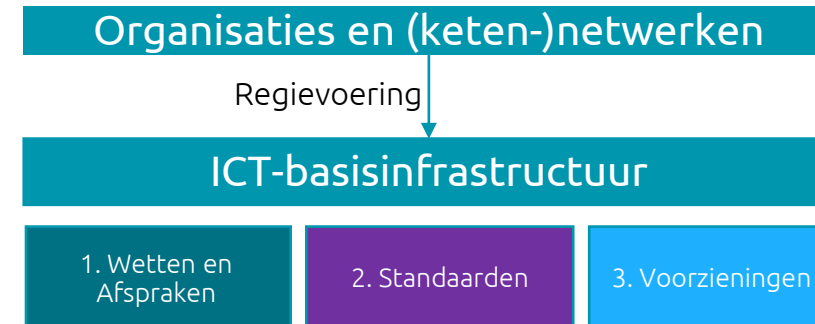 Organisaties en (keten-)netwerken
Regievoering
ICT-basisinfrastructuur
1. Wetten en
Afspraken
2. Standaarden
3. Voorzieningen